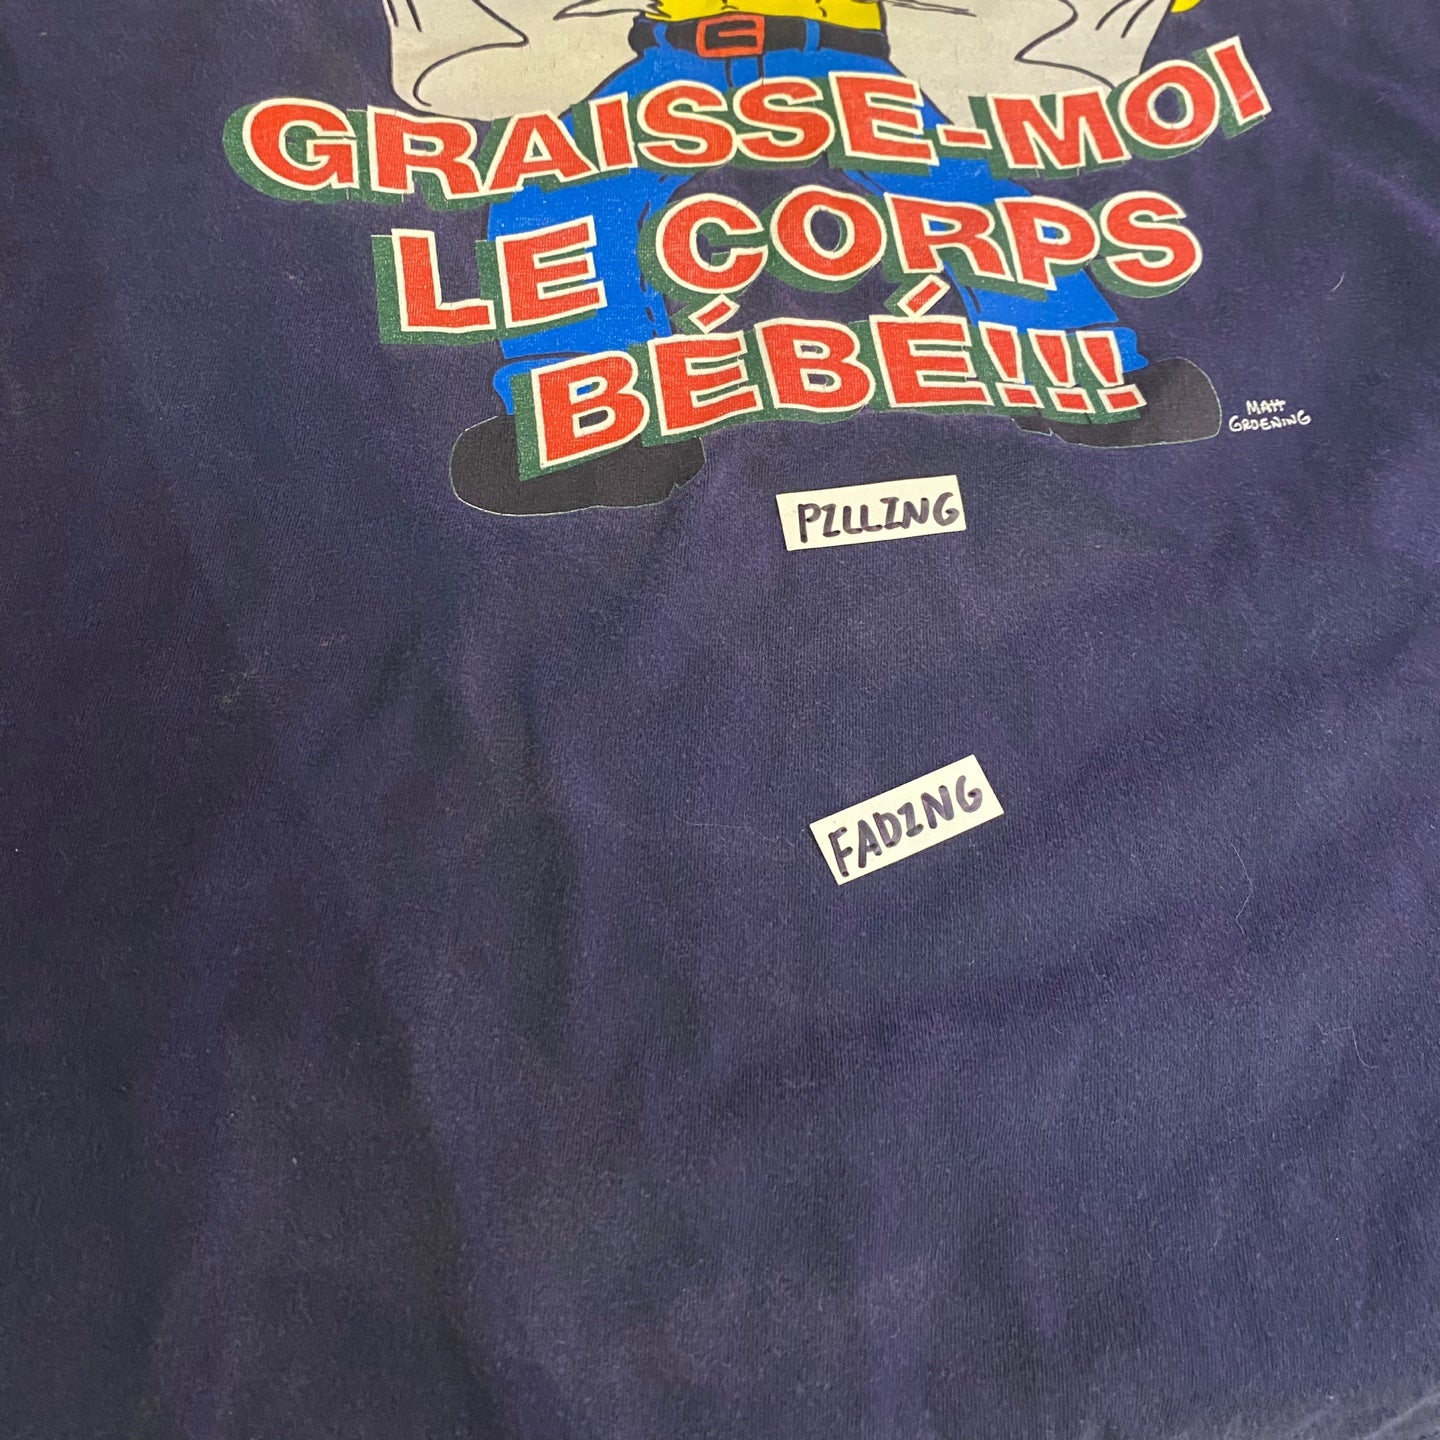 GRAISSE-MOI
LE CORPS
BÉBÉ!!!
MATT
GROENING
PILLING
FADING